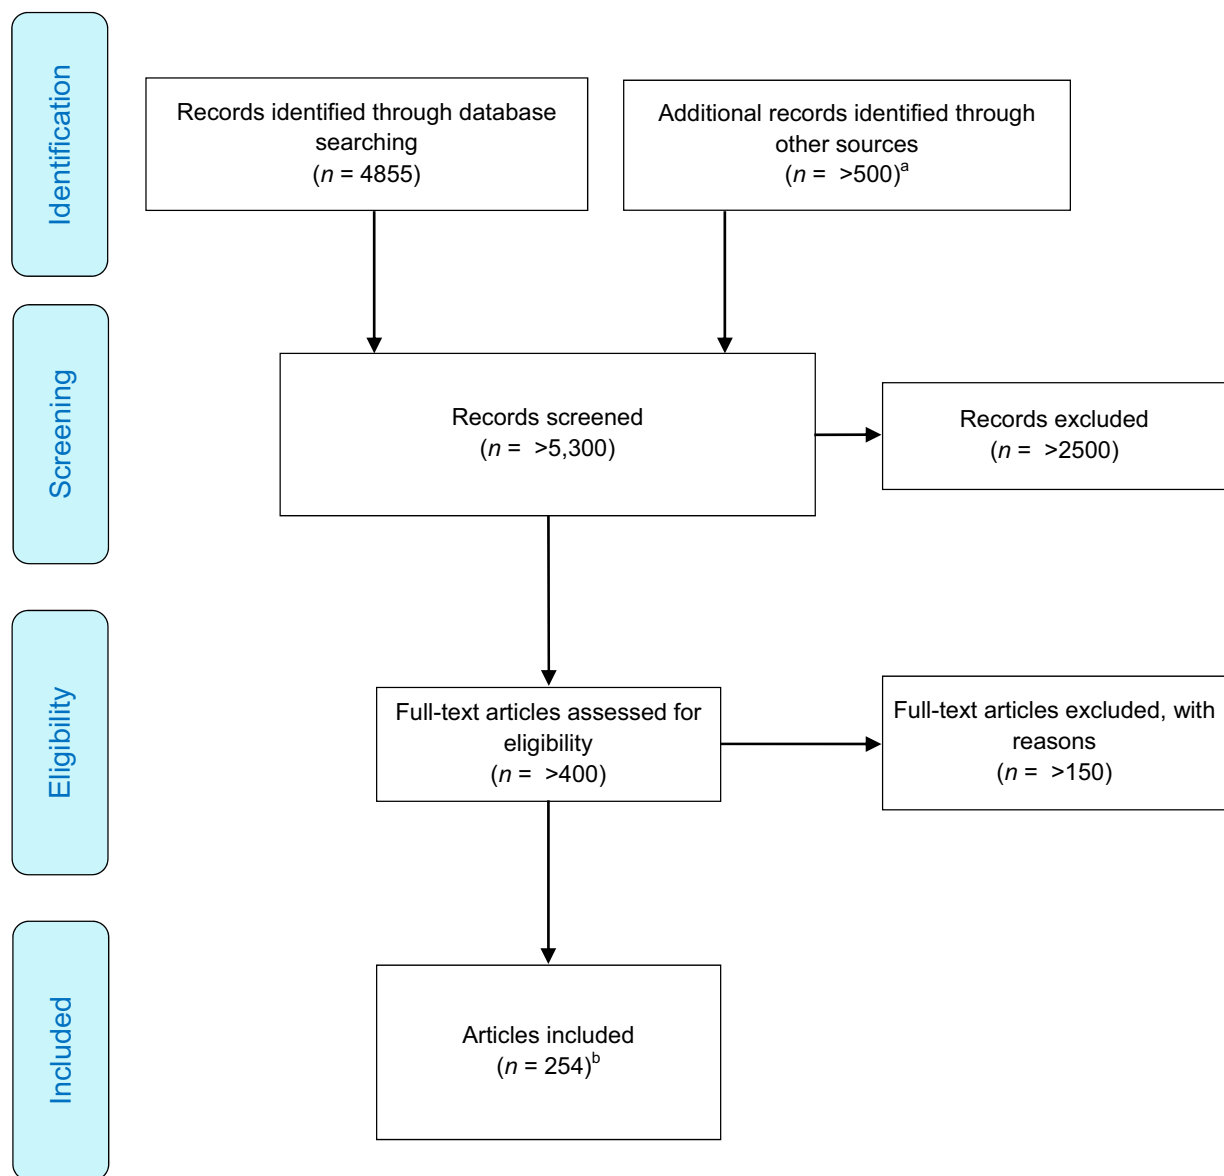 Identification
Records identified through database
searching
(n = 4855)
Additional records identified through
other sources
(n = >500)a
Screening
Records screened
(n = >5,300)
Records excluded
(n = >2500)
Eligibility
Full-text articles assessed for
eligibility
(n = >400)
Full-text articles excluded, with
reasons
(n = >150)
Included
Articles included
(n = 254)b